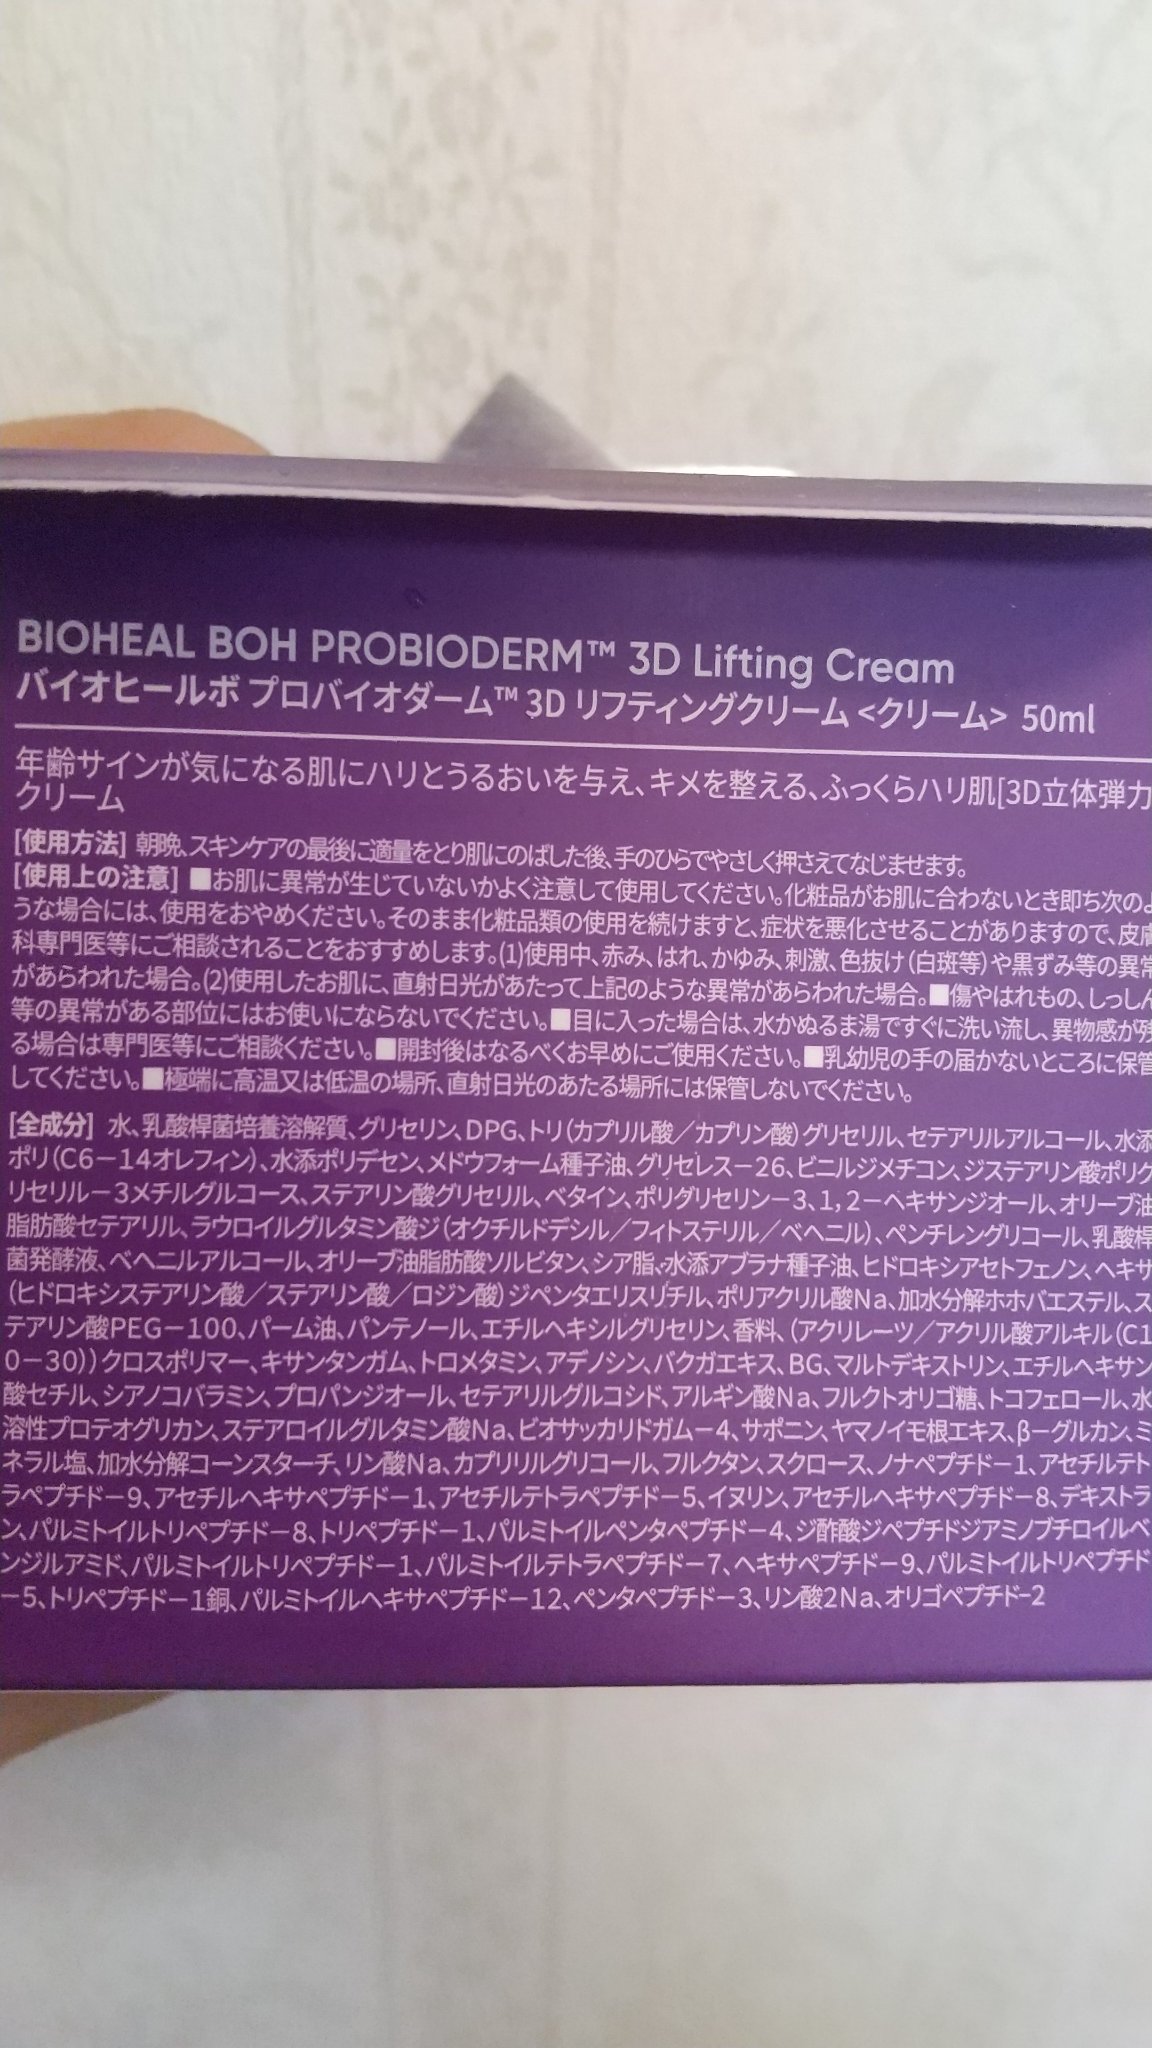 BIOHEAL BOH PROBIODERM™ 3D Lifting Cream
バイオヒールボ プロバイオダーム™ 3D リフティングクリーム <クリーム> 50ml
年齢サインが気になる肌にハリとうるおいを与え、キメを整える、ふっくらハリ肌[3D立体弾力
クリーム
[使用方法] 朝晩、スキンケアの最後に適量をとり肌にのばした後、手のひらでやさしく押さえてなじませます。
[使用上の注意] ■お肌に異常が生じていないかよく注意して使用してください。化粧品がお肌に合わないとき即ち次のよ
うな場合には、使用をおやめください。そのまま化粧品類の使用を続けますと、症状を悪化させることがありますので、皮膚
科専門医等にご相談されることをおすすめします。(1)使用中、赤み、はれ、かゆみ、刺激、色抜け(白斑等)や黒ずみ等の異常
があらわれた場合。(2)使用したお肌に、直射日光があたって上記のような異常があらわれた場合。■傷やはれもの、しっしん
等の異常がある部位にはお使いにならないでください。■目に入った場合は、水かぬるま湯ですぐに洗い流し、異物感が残
る場合は専門医等にご相談ください。■開封後はなるべくお早めにご使用ください。■乳幼児の手の届かないところに保管
してください。■極端に高温又は低温の場所、直射日光のあたる場所には保管しないでください。
[全成分] 水、乳酸桿菌培養溶解質、グリセリン、DPG、トリ(カプリル酸／カプリン酸)グリセリル、セテアリルアルコール、水添
ポリ(C6－14オレフィン)、水添ポリデセン、メドウフォーム種子油、グリセレス－26、ビニルジメチコン、ジステアリン酸ポリグ
リセリル－3メチルグルコース、ステアリン酸グリセリル、ベタイン、ポリグリセリン－3、1,2－ヘキサンジオール、オリーブ油
脂肪酸セテアリル、ラウロイルグルタミン酸ジ(オクチルドデシル／フィトステリル／ベヘニル)、ペンチレングリコール、乳酸桿
菌発酵液、ベヘニルアルコール、オリーブ油脂肪酸ソルビタン、シア脂、水添アブラナ種子油、ヒドロキシアセトフェノン、ヘキサ
(ヒドロキシステアリン酸／ステアリン酸／ロジン酸)ジペンタエリスリチル、ポリアクリル酸Na、加水分解ホホバエステル、ス
テアリン酸PEG－100、パーム油、パンテノール、エチルヘキシルグリセリン、香料、(アクリレーツ／アクリル酸アルキル(C1
0－30))クロスポリマー、キサンタンガム、トロメタミン、アデノシン、バクガエキス、BG、マルトデキストリン、エチルヘキサン
酸セチル、シアノコバラミン、プロパンジオール、セテアリルグルコシド、アルギン酸Na、フルクトオリゴ糖、トコフェロール、水
溶性プロテオグリカン、ステアロイルグルタミン酸Na、ビオサッカリドガム－4、サポニン、ヤマノイモ根エキス、β－グルカン、ミ
ネラル塩、加水分解コーンスターチ、リン酸Na、カプリリルグリコール、フルクタン、スクロース、ノナペプチド－1、アセチルテト
ラペプチド－9、アセチルヘキサペプチド－1、アセチルテトラペプチド－5、イヌリン、アセチルヘキサペプチド－8、デキストラ
ン、パルミトイルトリペプチド－8、トリペプチド－1、パルミトイルペンタペプチド－4、ジ酢酸ジペプチドジアミノブチロイルベ
ンジルアミド、パルミトイルトリペプチド－1、パルミトイルテトラペプチド－7、ヘキサペプチド－9、パルミトイルトリペプチド
－5、トリペプチド－1銅、パルミトイルヘキサペプチド－12、ペンタペプチド－3、リン酸2Na、オリゴペプチド-2